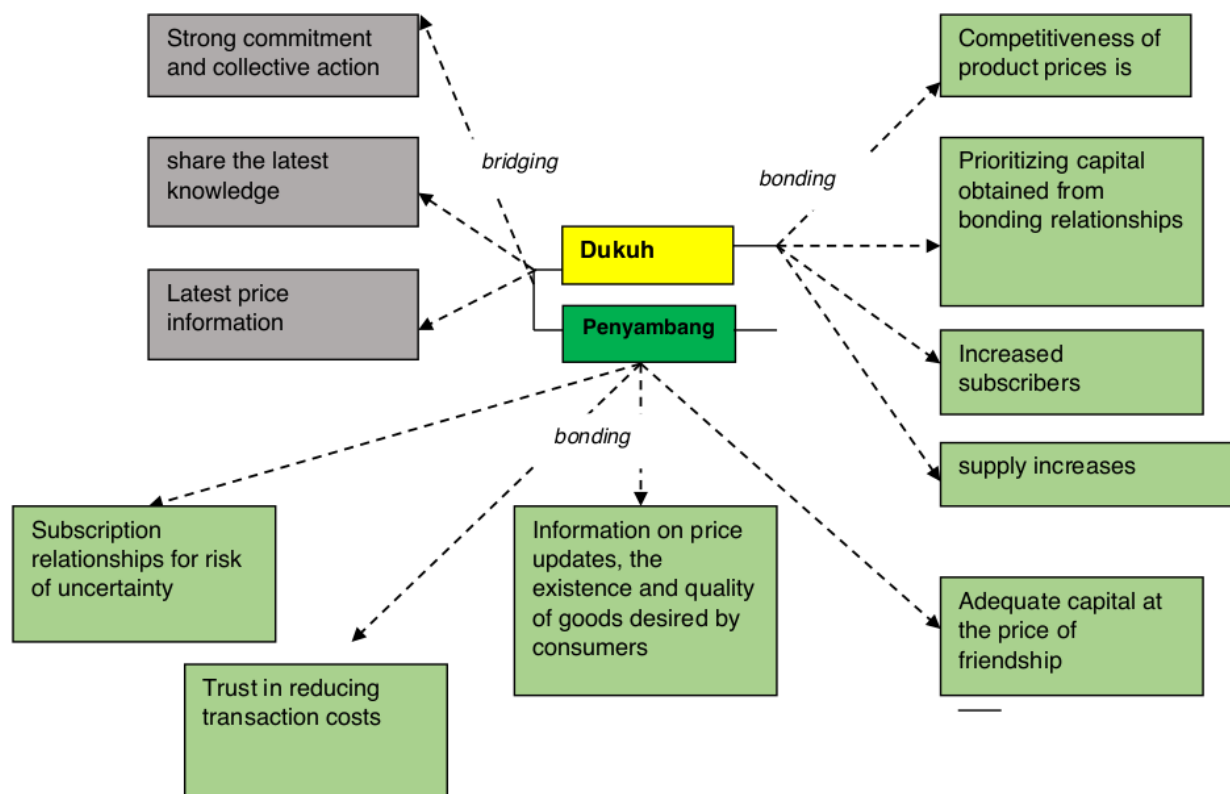 Strong commitment
and collective action
Competitiveness of
product prices is
share the latest
knowledge
bridging
bonding
Prioritizing capital
obtained from
bonding relationships
Dukuh
Latest price
information
Penyambang
Increased
subscribers
bonding
supply increases
Subscription
relationships for risk
of uncertainty
Information on price
updates, the
existence and quality
of goods desired by
consumers
Adequate capital at
the price of
friendship
Trust in reducing
transaction costs